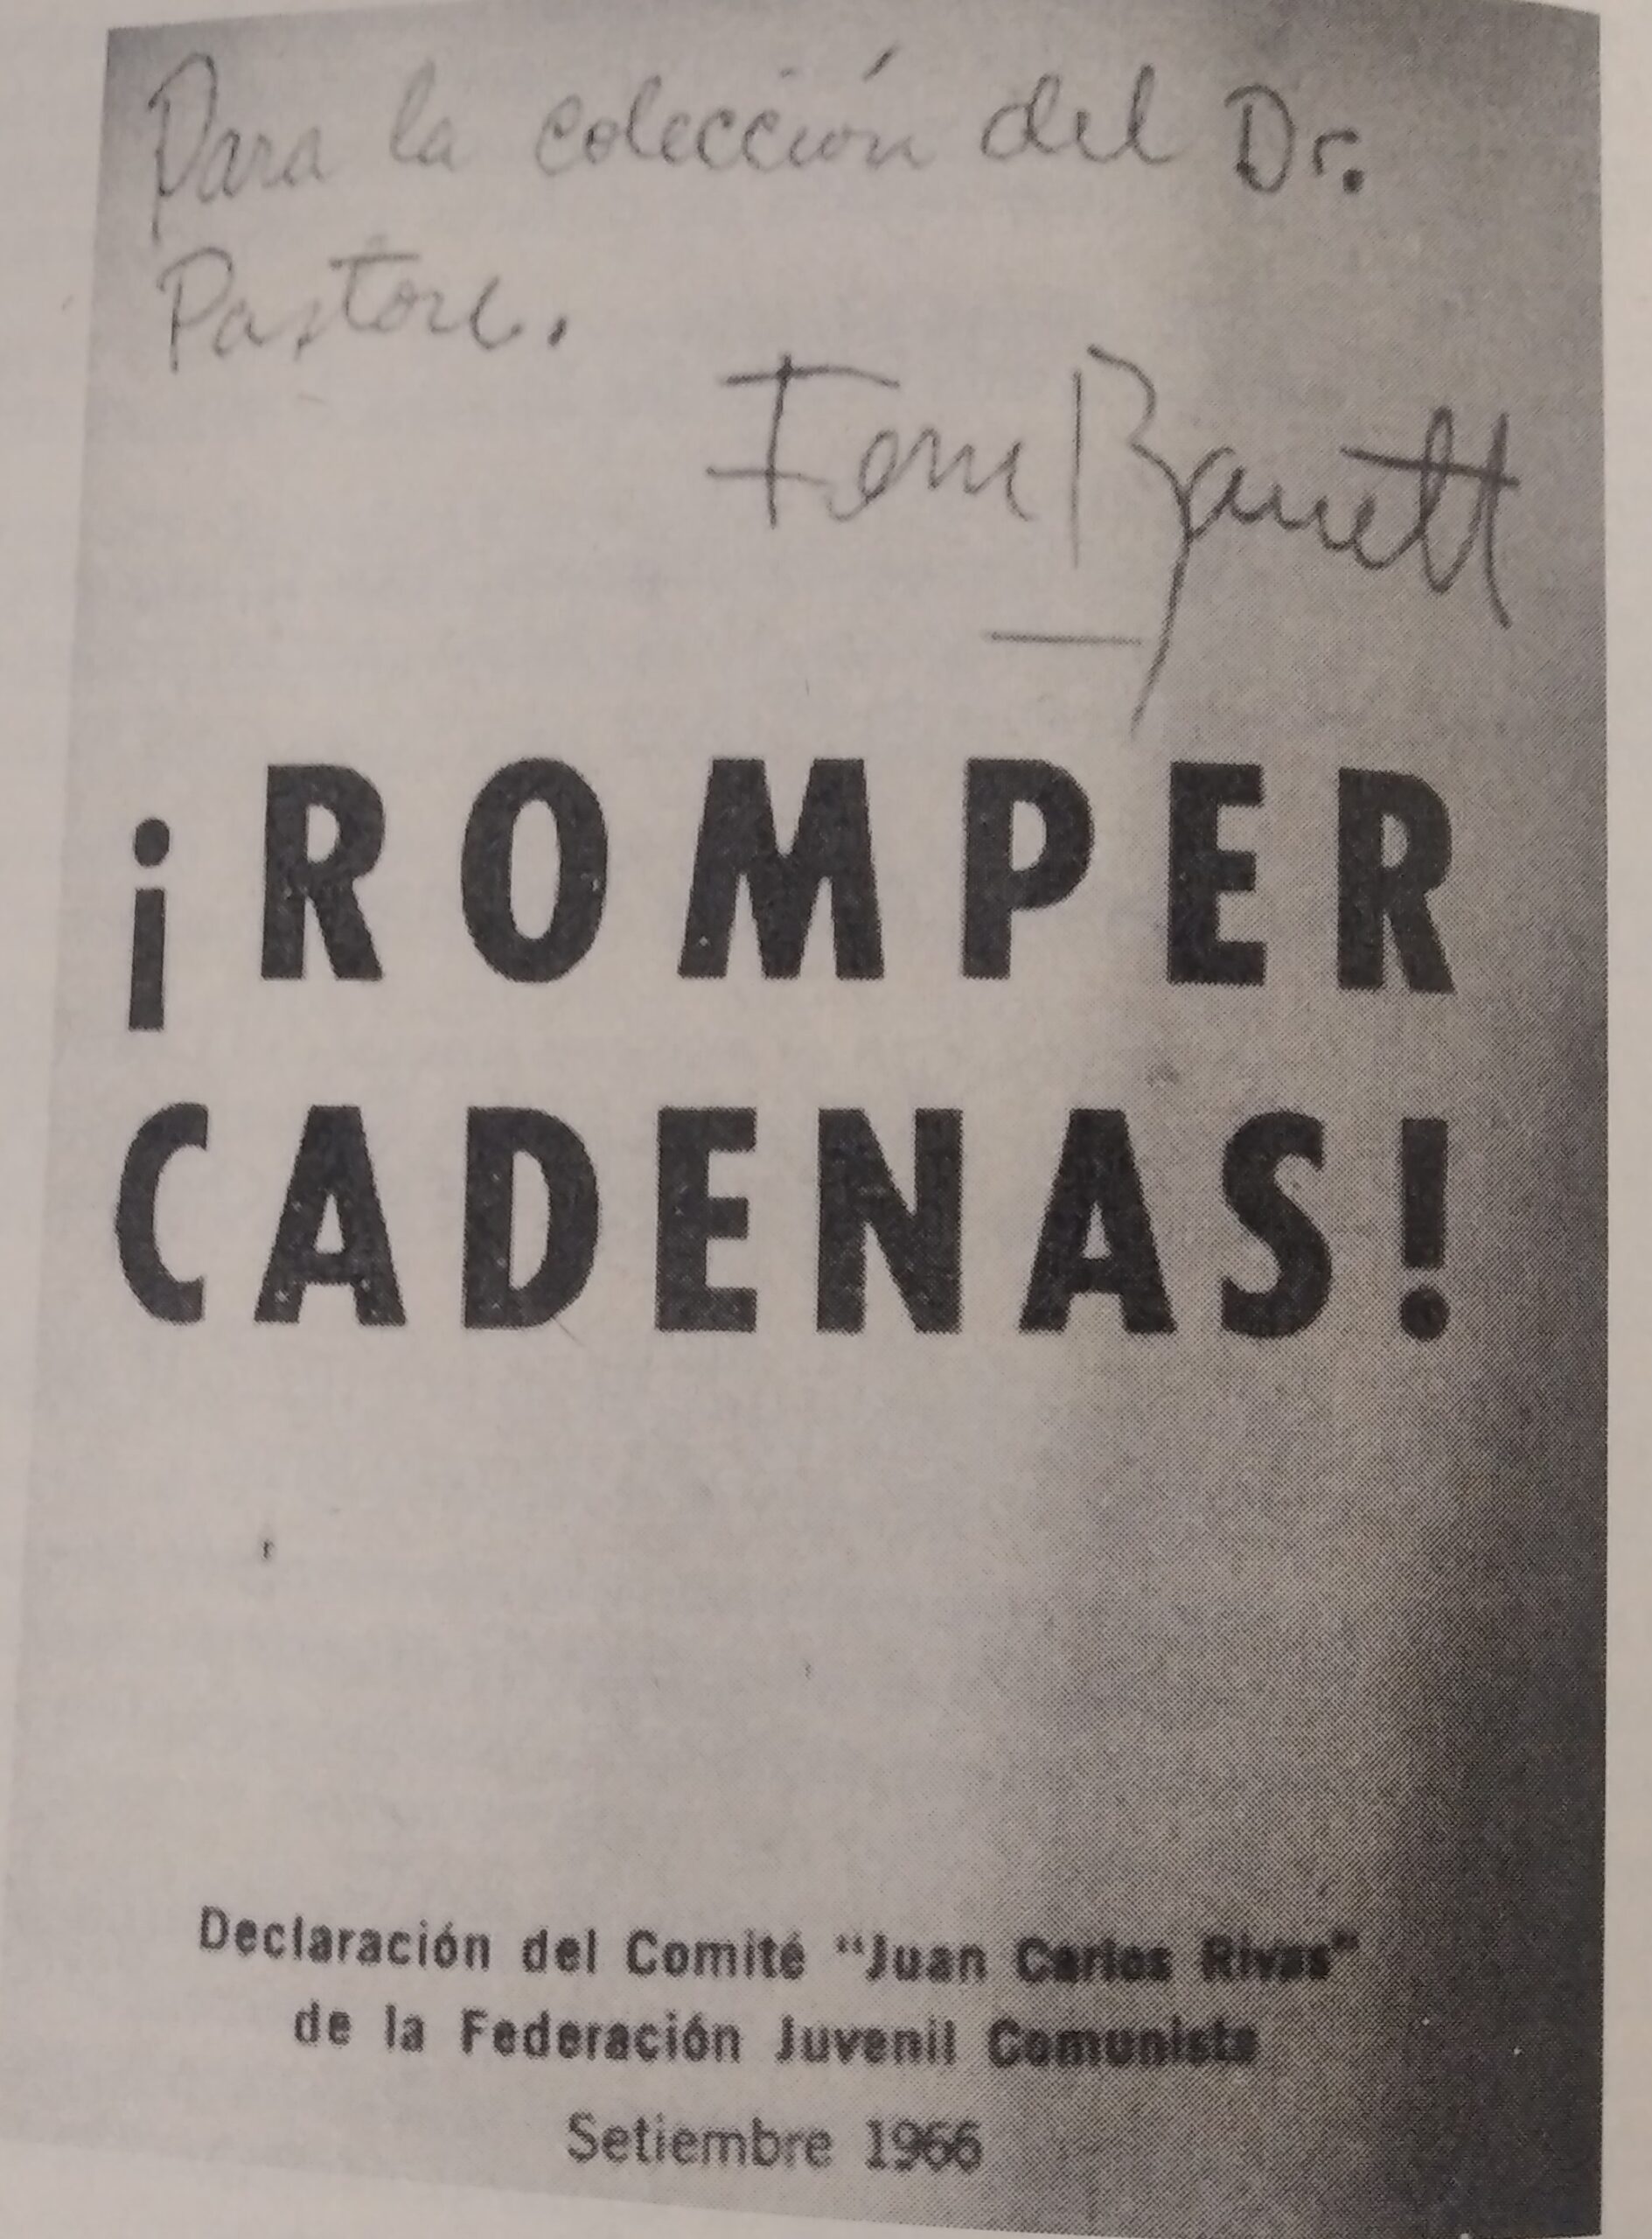 Para la colección del Dr.
Pastore.
Barrett
¡ROMPER
CADENAS!
Declaración del Comité "Juan Carlos Rivas"
de la Federación Juvenil Comunista
Setiembre 1966